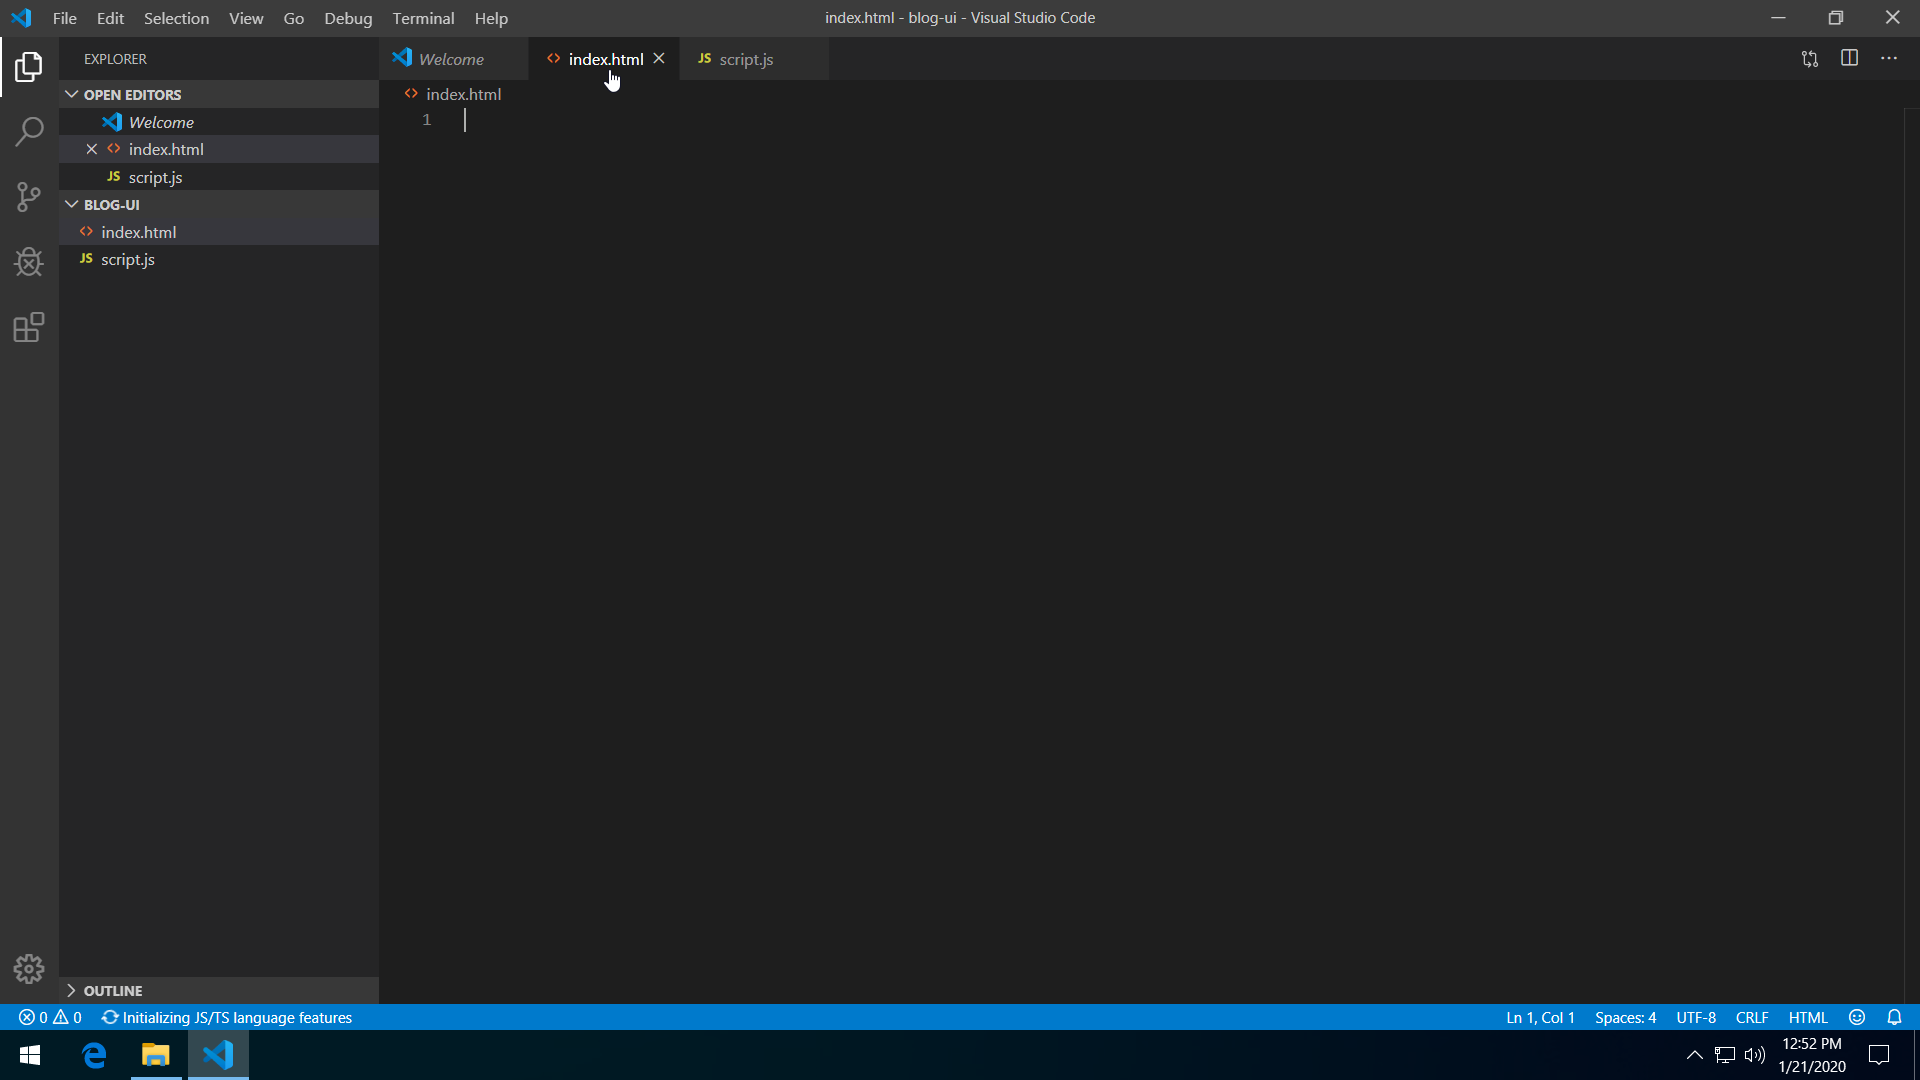 File Edit Selection View Go Debug Terminal Help
index.html - blog-ui - Visual Studio Code
EXPLORER
Welcome
index.html
JS script.js
OPEN EDITORS
Welcome
index.html
JS script.js
BLOG-UI
index.html
JS script.js
index.html
1
OUTLINE
0 0 Initializing JS/TS language features
Ln 1, Col 1 Spaces: 4 UTF-8 CRLF HTML
12:52 PM
1/21/2020